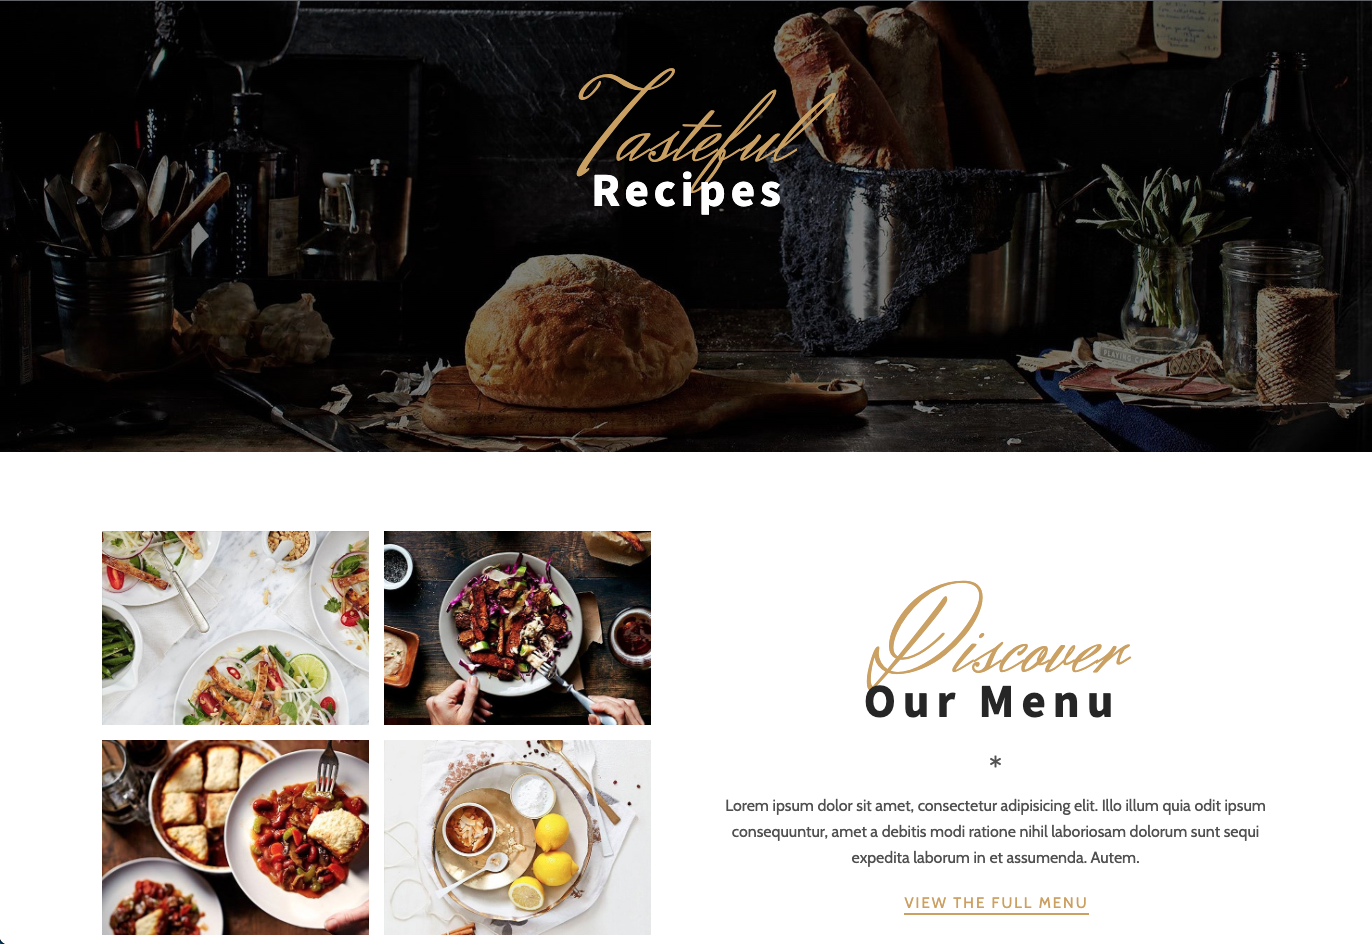 Tasteful
Recipes
PLAYING CA
Discover
Our Menu
*
Lorem ipsum dolor sit amet, consectetur adipisicing elit. Illo illum quia odit ipsum
consequuntur, amet a debitis modi ratione nihil laboriosam dolorum sunt sequi
expedita laborum in et assumenda. Autem.
VIEW THE FULL MENU